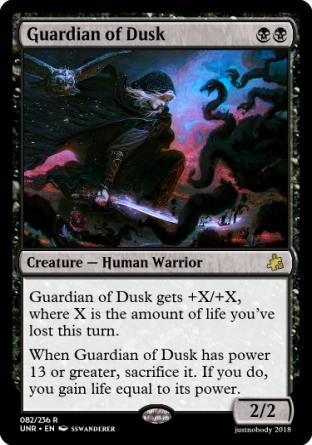 Guardian of Dusk
Creature — Human Warrior
Guardian of Dusk gets +X/+X,
where X is the amount of life you've
lost this turn.
When Guardian of Dusk has power
13 or greater, sacrifice it. If you do,
you gain life equal to its power.
2/2
082/236 R
UNR • EN SSWANDERER
justnobody 2018